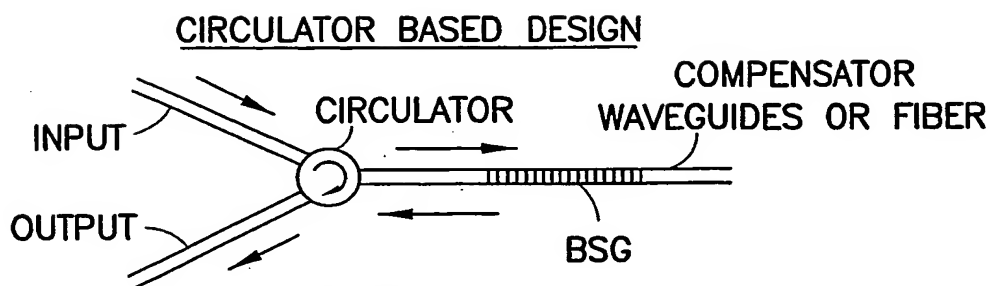 CIRCULATOR BASED DESIGN
INPUT
CIRCULATOR
COMPENSATOR
WAVEGUIDES OR FIBER
OUTPUT
BSG